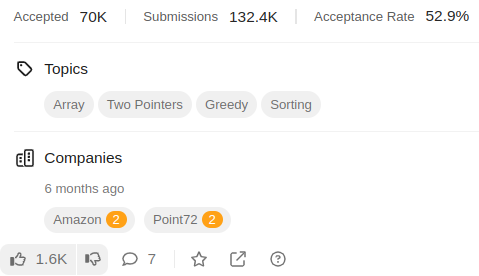 Accepted 70K Submissions 132.4K Acceptance Rate 52.9%
Topics
Array Two Pointers Greedy Sorting
Companies
6 months ago
Amazon 2 Point72 2
1.6K 7